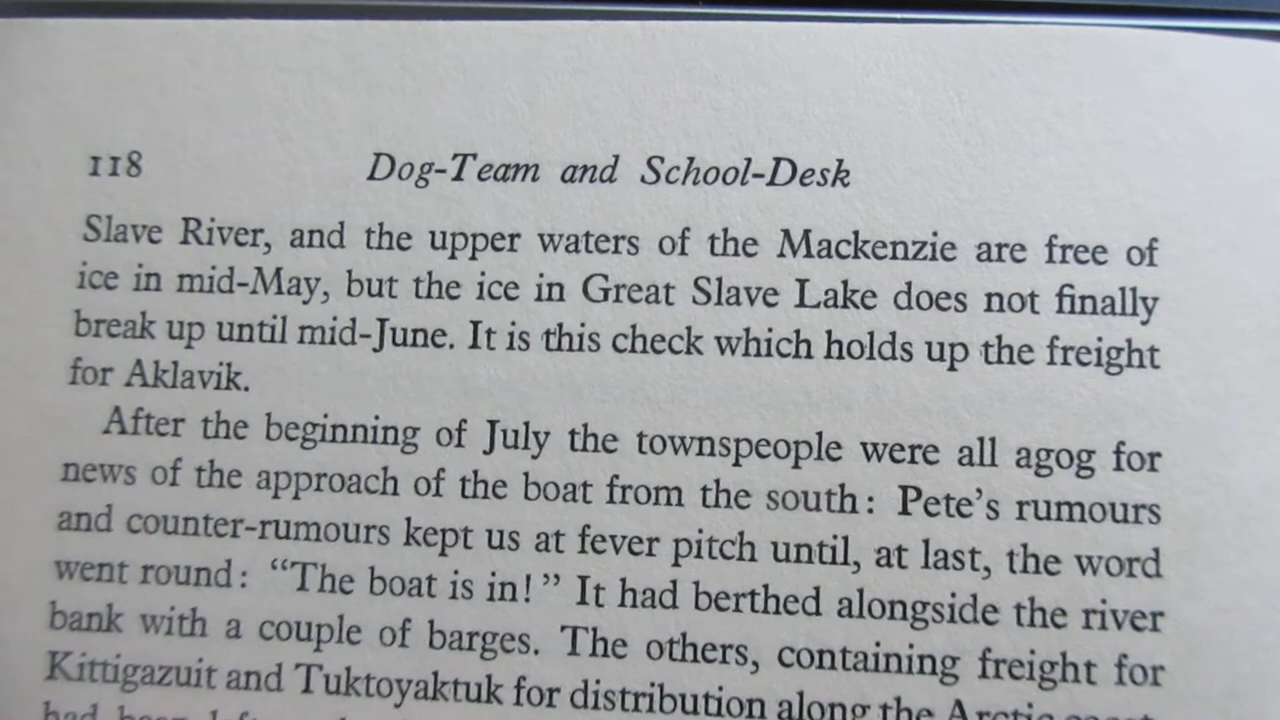 118 Dog-Team and School-Desk
Slave River, and the upper waters of the Mackenzie are free of
ice in mid-May, but the ice in Great Slave Lake does not finally
break up until mid-June. It is this check which holds up the freight
for Aklavik.
After the beginning of July the townspeople were all agog for
news of the approach of the boat from the south: Pete's rumours
and counter-rumours kept us at fever pitch until, at last, the word
went round: “The boat is in!” It had berthed alongside the river
bank with a couple of barges. The others, containing freight for
Kittigazuit and Tuktoyaktuk for distribution along the Arctic
had been left